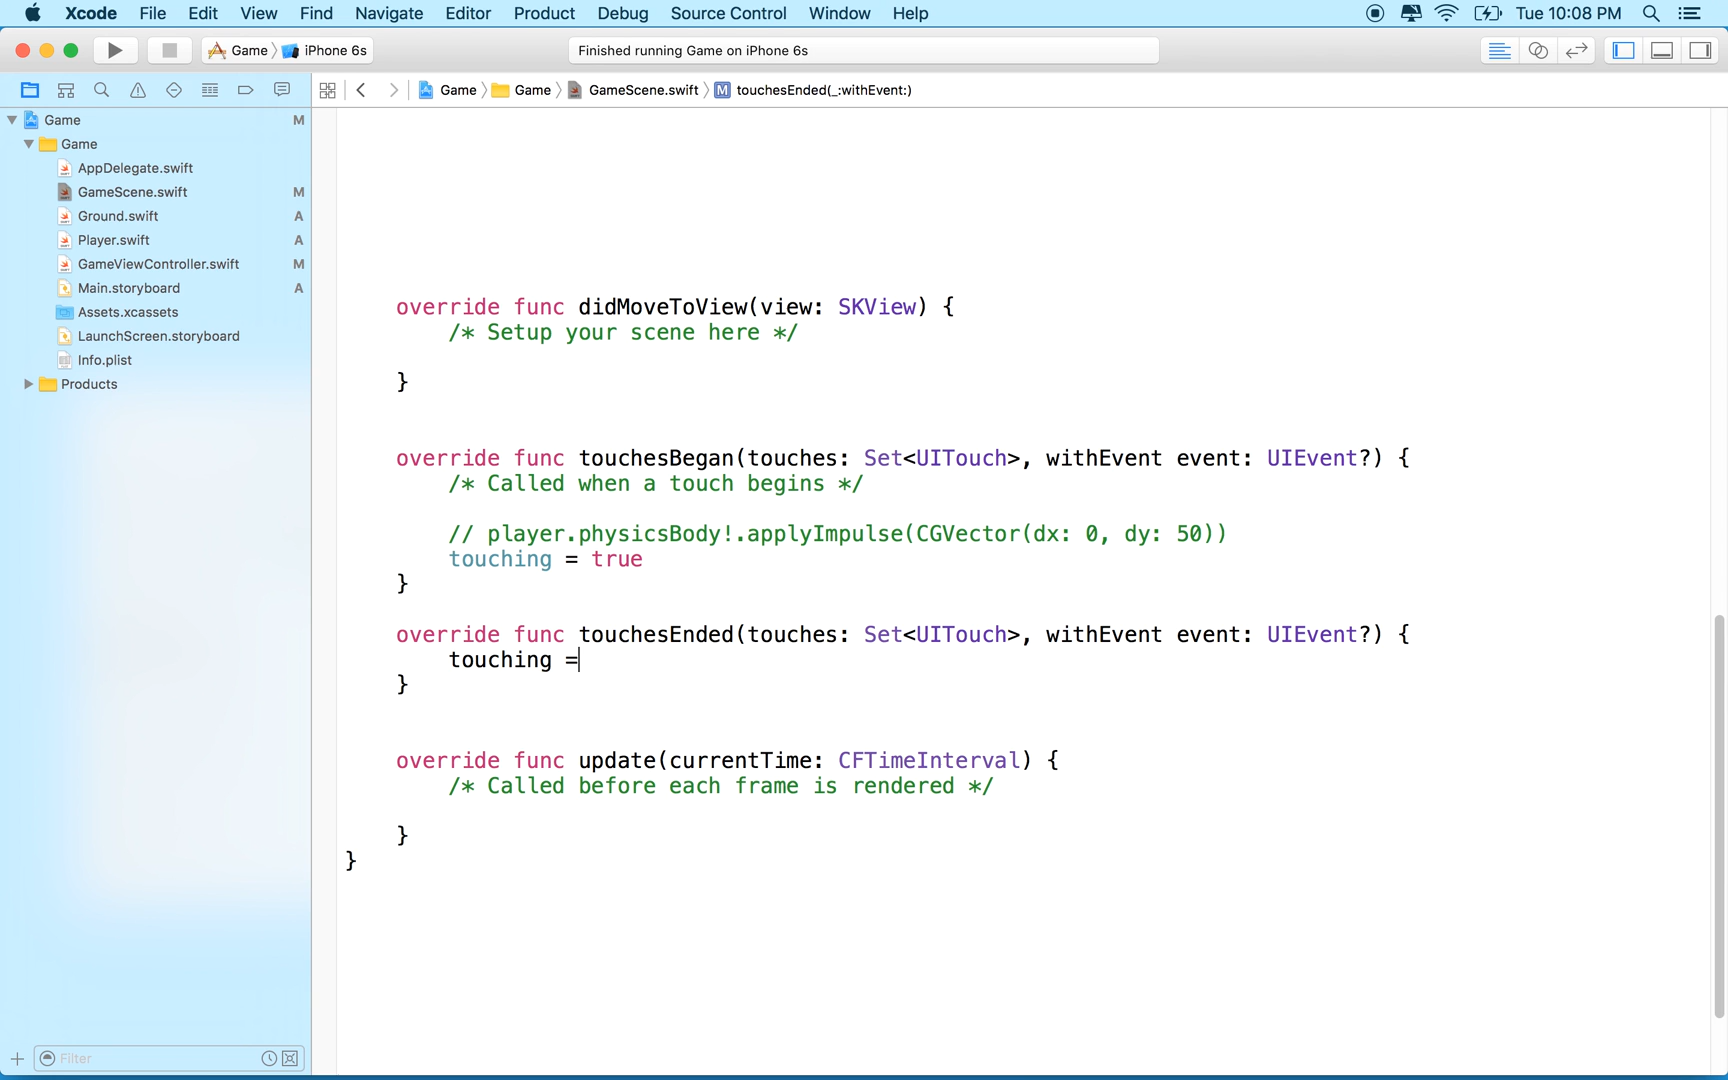 Xcode File Edit View Find Navigate Editor Product Debug Source Control Window Help Tue 10:08 PM
Game iPhone 6s Finished running Game on iPhone 6s
Game Game GameScene.swift M touchesEnded(_:withEvent:)
Game M
Game
AppDelegate.swift
GameScene.swift M
Ground.swift A
Player.swift A
GameViewController.swift M
Main.storyboard A
Assets.xcassets
LaunchScreen.storyboard
Info.plist
Products
Filter
override func didMoveToView(view: SKView) {
/* Setup your scene here */
}
override func touchesBegan(touches: Set<UITouch>, withEvent event: UIEvent?) {
/* Called when a touch begins */
// player.physicsBody!.applyImpulse(CGVector(dx: 0, dy: 50))
touching = true
}
override func touchesEnded(touches: Set<UITouch>, withEvent event: UIEvent?) {
touching =
}
override func update(currentTime: CFTimeInterval) {
/* Called before each frame is rendered */
}
}